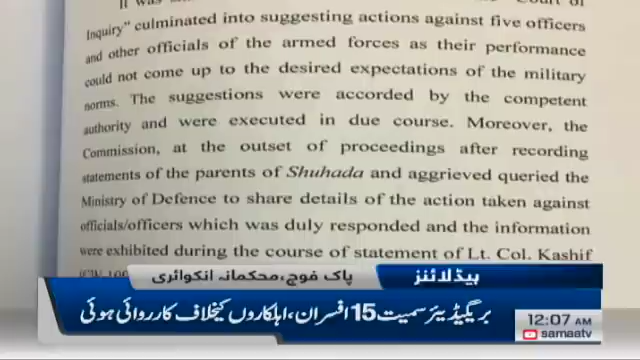 It was
Court of
Inquiry" culminated into suggesting actions against five officers
and other officials of the armed forces as their performance
could not come up to the desired expectations of the military
norms. The suggestions were accorded by the competent
authority and were executed in due course. Moreover, the
Commission, at the outset of proceedings after recording
statements of the parents of Shuhada and aggrieved queried the
Ministry of Defence to share details of the action taken against
officials/officers which was duly responded and the information
were exhibited during the course of statement of Lt. Col. Kashif
ہیڈلائنز
پاک فوج، محکمانہ انکوائری
بریگیڈیئر سمیت 15 افسران، اہلکاروں کیخلاف کارروائی ہوئی
12:07 AM
samaatv